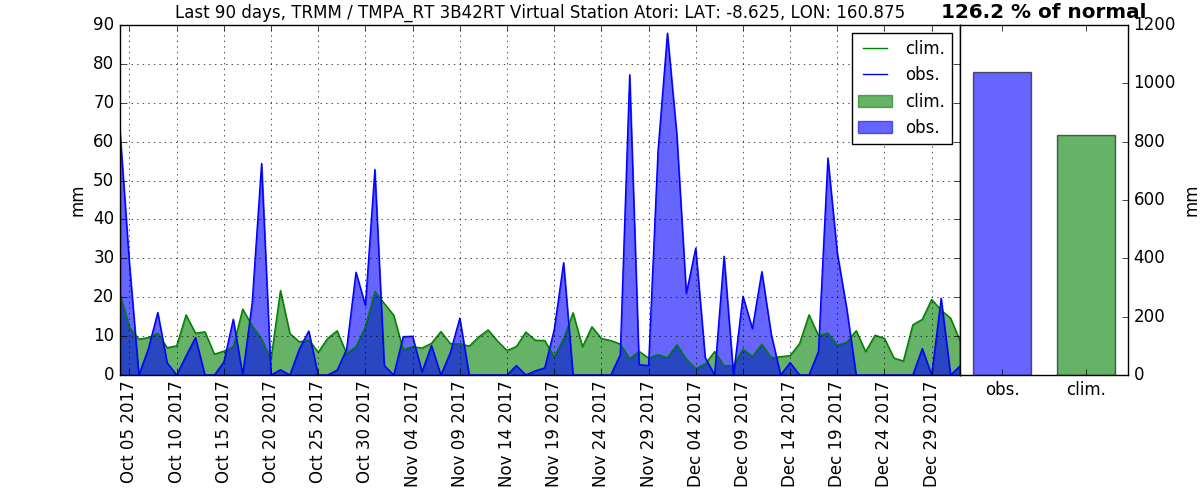 Last 90 days, TRMM / TMPA_RT 3B42RT Virtual Station Atori: LAT: -8.625, LON: 160.875
126.2 % of normal
90
80
70
60
50
40
30
20
10
0
mm
clim.
obs.
clim.
obs.
1200
1000
800
600
400
200
0
mm
obs.
clim.
Oct 05 2017
Oct 10 2017
Oct 15 2017
Oct 20 2017
Oct 25 2017
Oct 30 2017
Nov 04 2017
Nov 09 2017
Nov 14 2017
Nov 19 2017
Nov 24 2017
Nov 29 2017
Dec 04 2017
Dec 09 2017
Dec 14 2017
Dec 19 2017
Dec 24 2017
Dec 29 2017